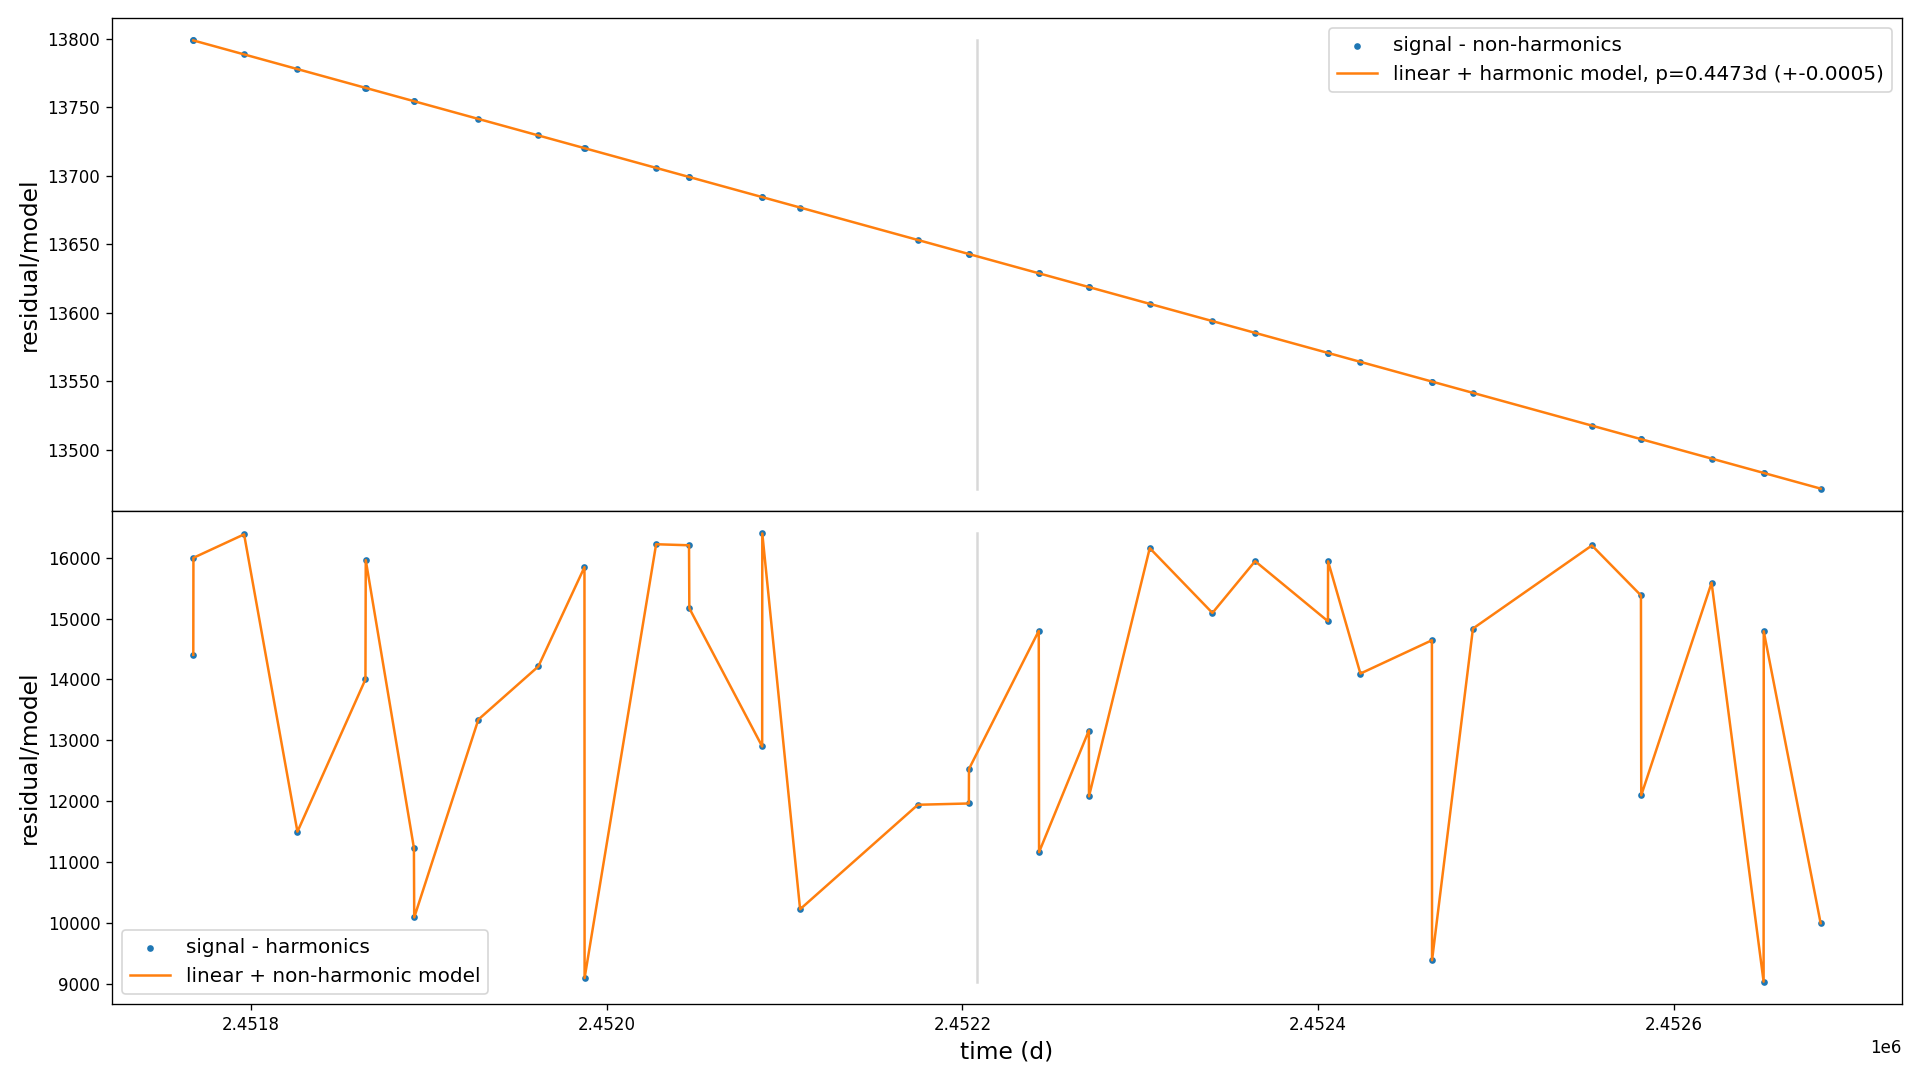 13800
13750
13700
13650
13600
13550
13500
residual/model
signal - non-harmonics
linear + harmonic model, p=0.4473d (+-0.0005)
16000
15000
14000
13000
12000
11000
10000
9000
residual/model
signal - harmonics
linear + non-harmonic model
2.4518
2.4520
2.4522
2.4524
2.4526
time (d)
1e6